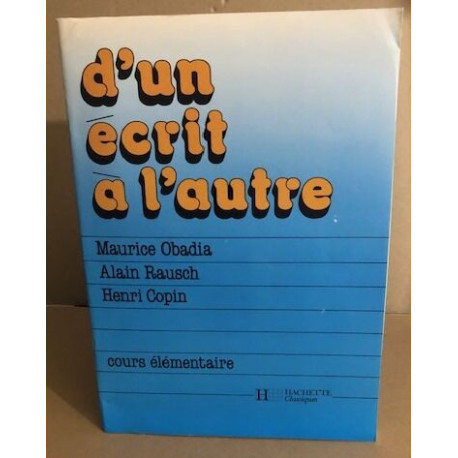 d'un
écrit
à l'autre
Maurice Obadia
Alain Rausch
Henri Copin
cours élémentaire
H HACHETTE
Classiques